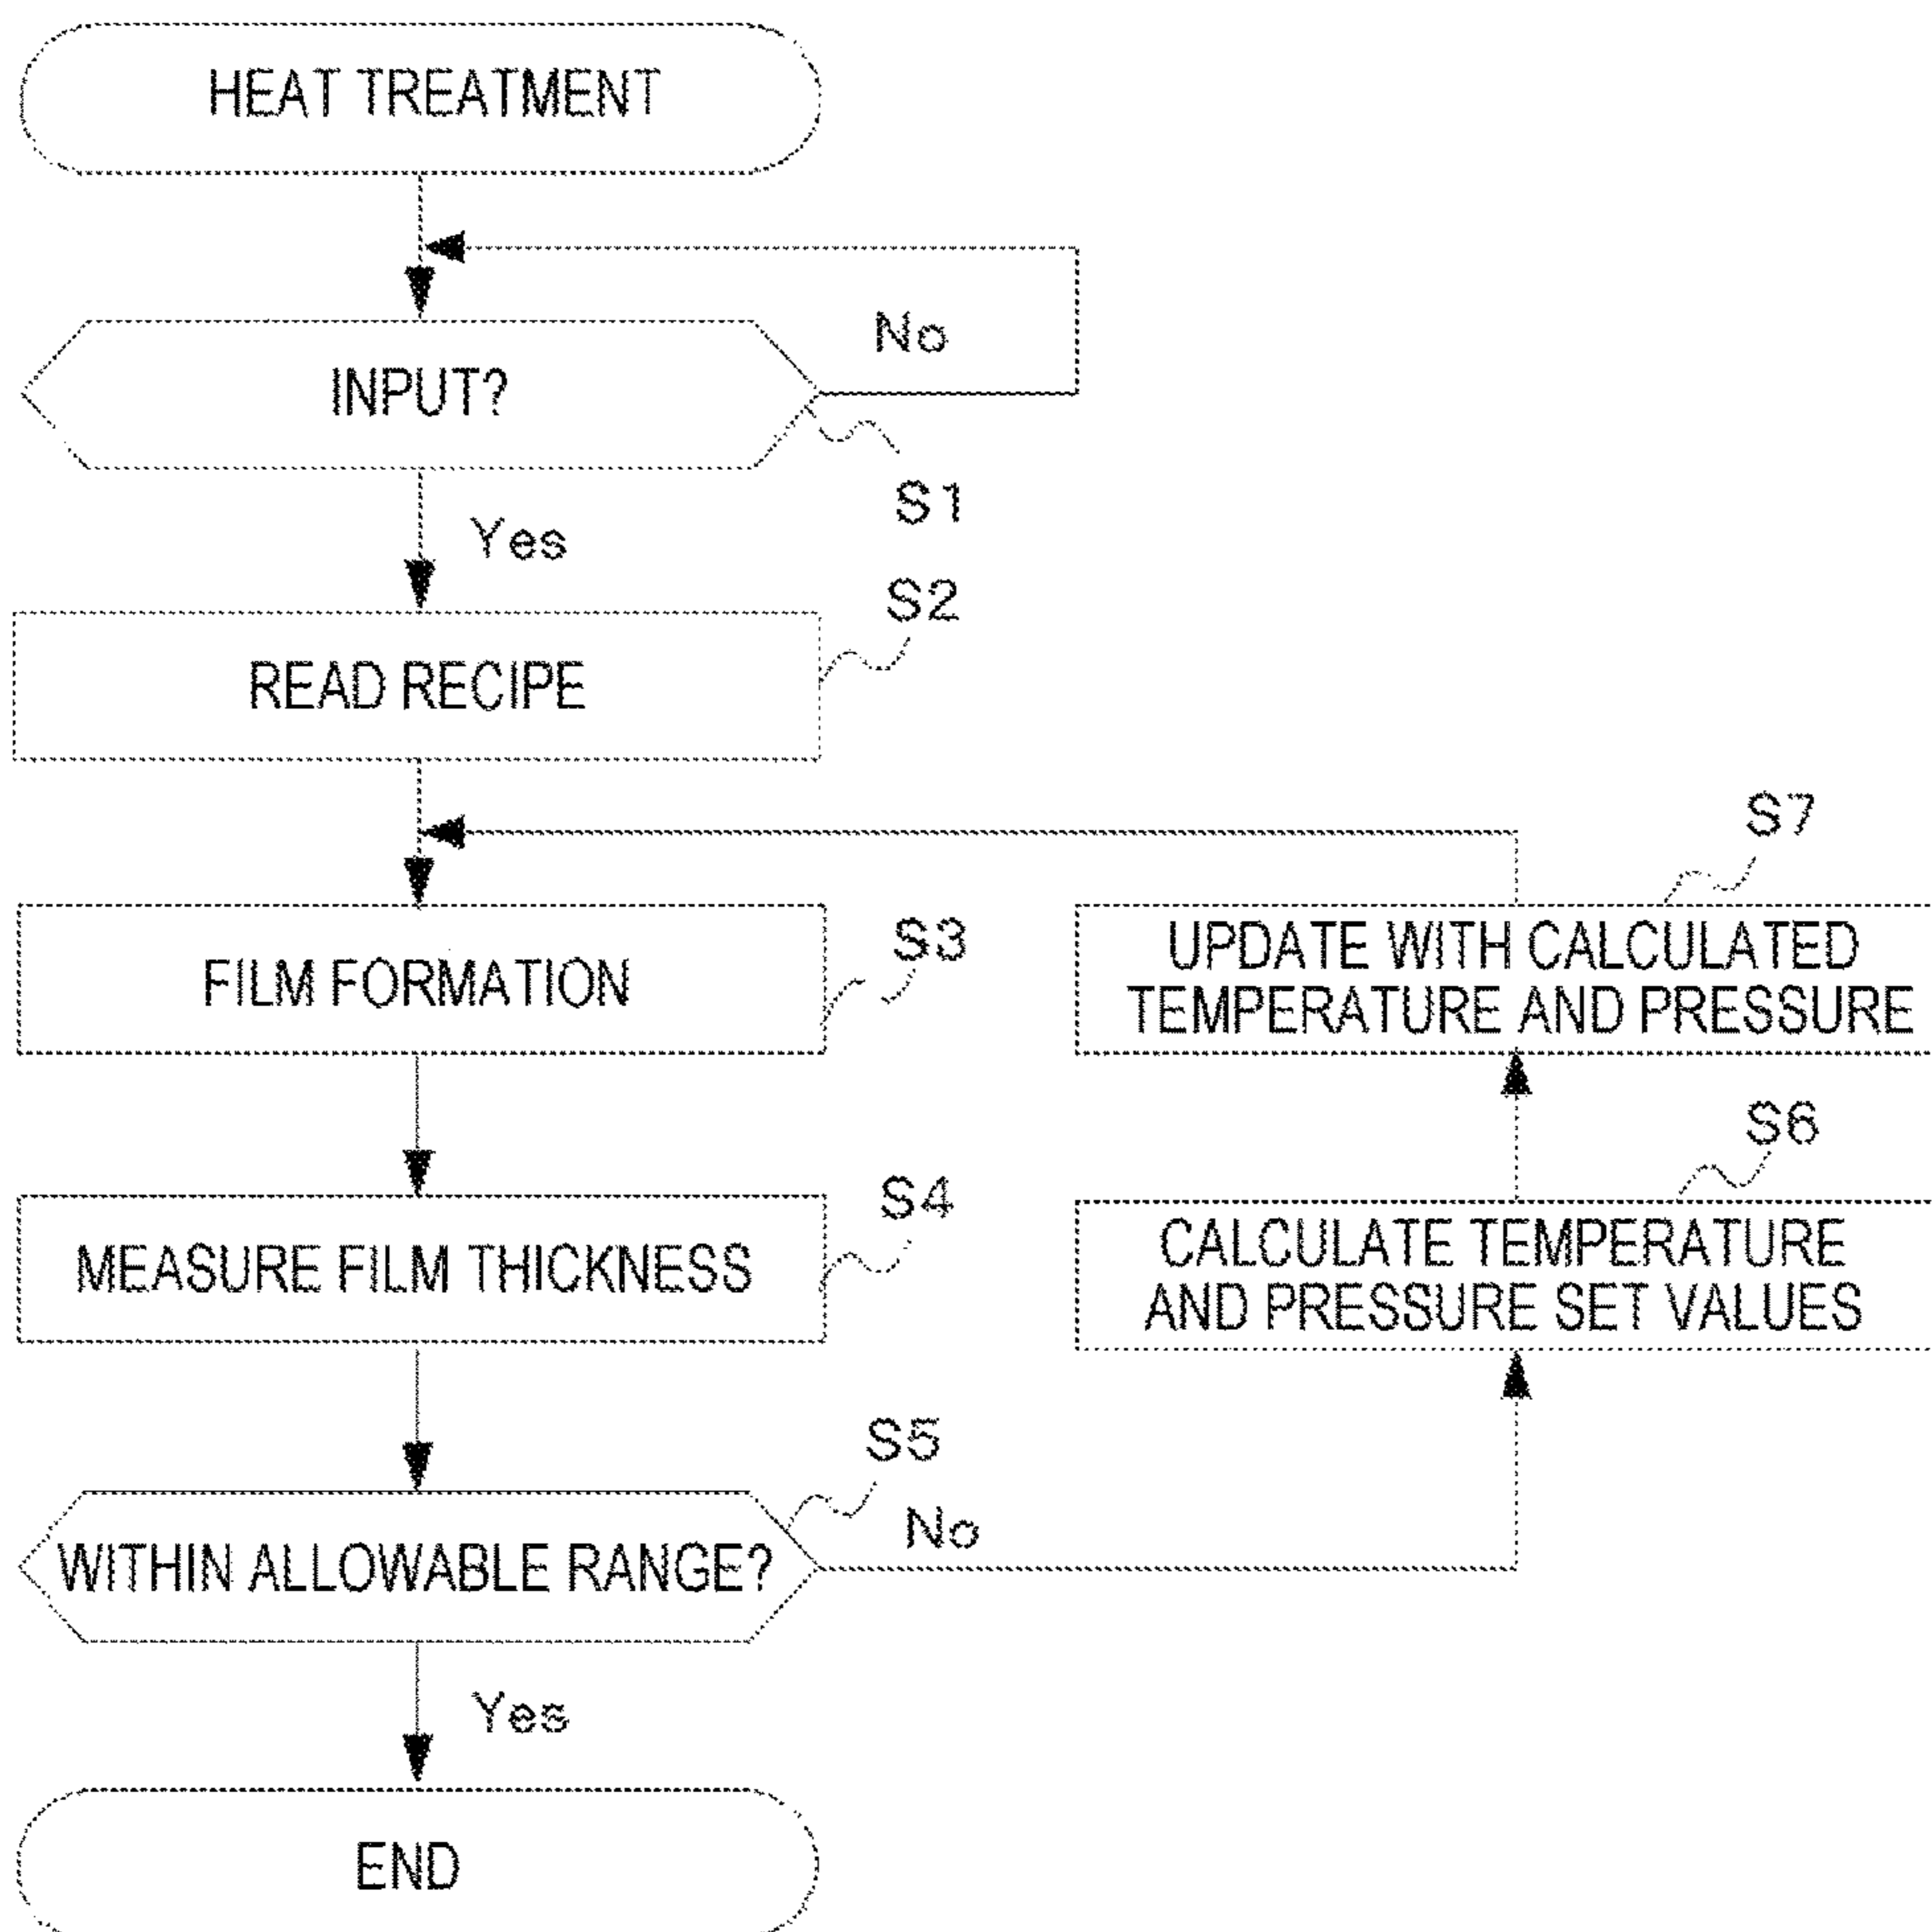 HEAT TREATMENT
No
INPUT?
S1
Yes
S2
READ RECIPE
S7
S3
FILM FORMATION
UPDATE WITH CALCULATED
TEMPERATURE AND PRESSURE
S6
S4
MEASURE FILM THICKNESS
CALCULATE TEMPERATURE
AND PRESSURE SET VALUES
S5
No
WITHIN ALLOWABLE RANGE?
Yes
END